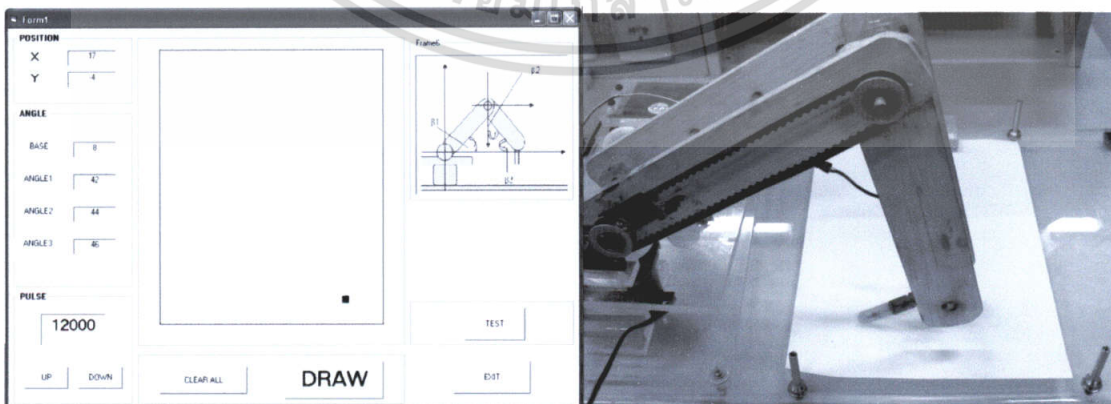 Form1
POSITION
X 17
Y 4
ANGLE
BASE 8
ANGLE1 42
ANGLE2 44
ANGLE3 46
PULSE
12000
UP DOWN
CLEAR ALL
DRAW
Frame6
TEST
EXIT